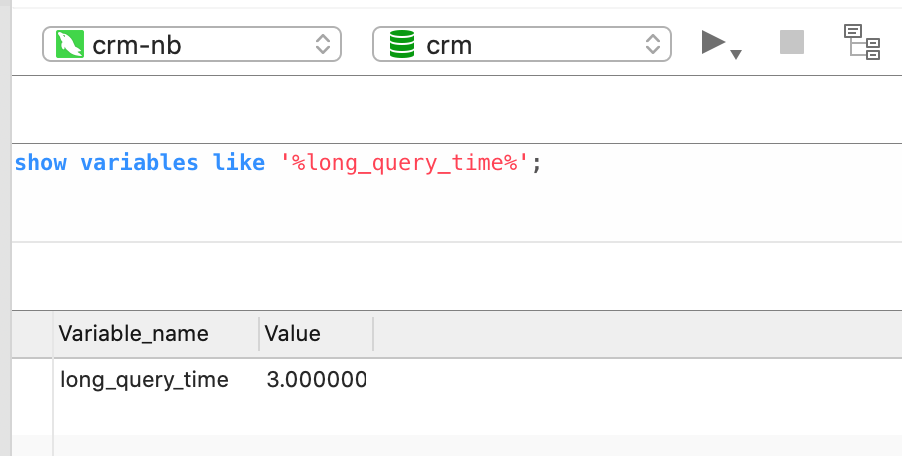 crm-nb crm
show variables like '%long_query_time%';
Variable_name Value
long_query_time 3.000000